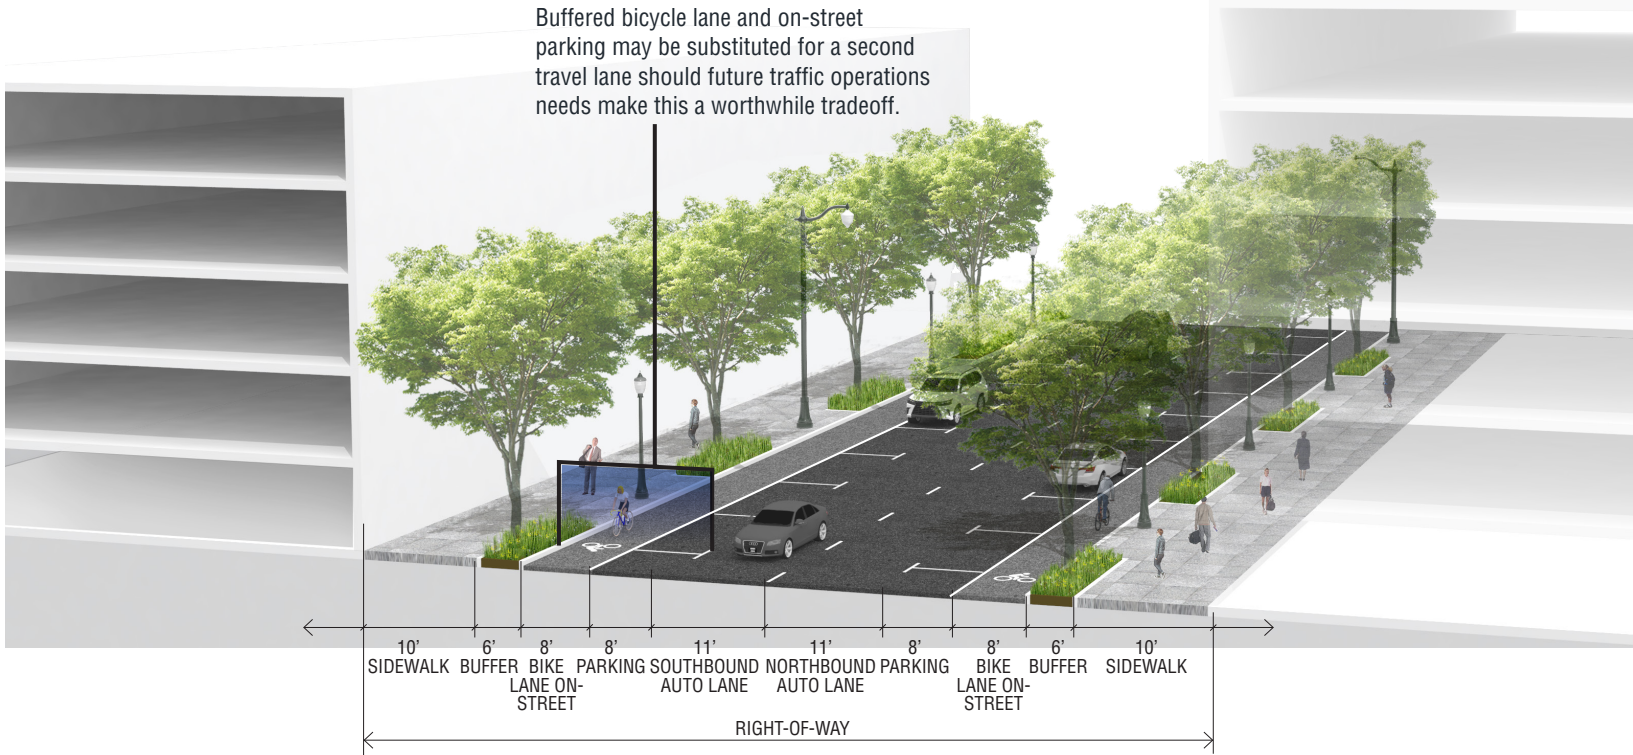 Buffered bicycle lane and on-street
parking may be substituted for a second
travel lane should future traffic operations
needs make this a worthwhile tradeoff.
10’
SIDEWALK
6’
BUFFER
8’
BIKE
LANE ON-
STREET
8’
PARKING
11’
SOUTHBOUND
AUTO LANE
11’
NORTHBOUND
AUTO LANE
8’
PARKING
8’
BIKE
LANE ON-
STREET
6’
BUFFER
10’
SIDEWALK
RIGHT-OF-WAY